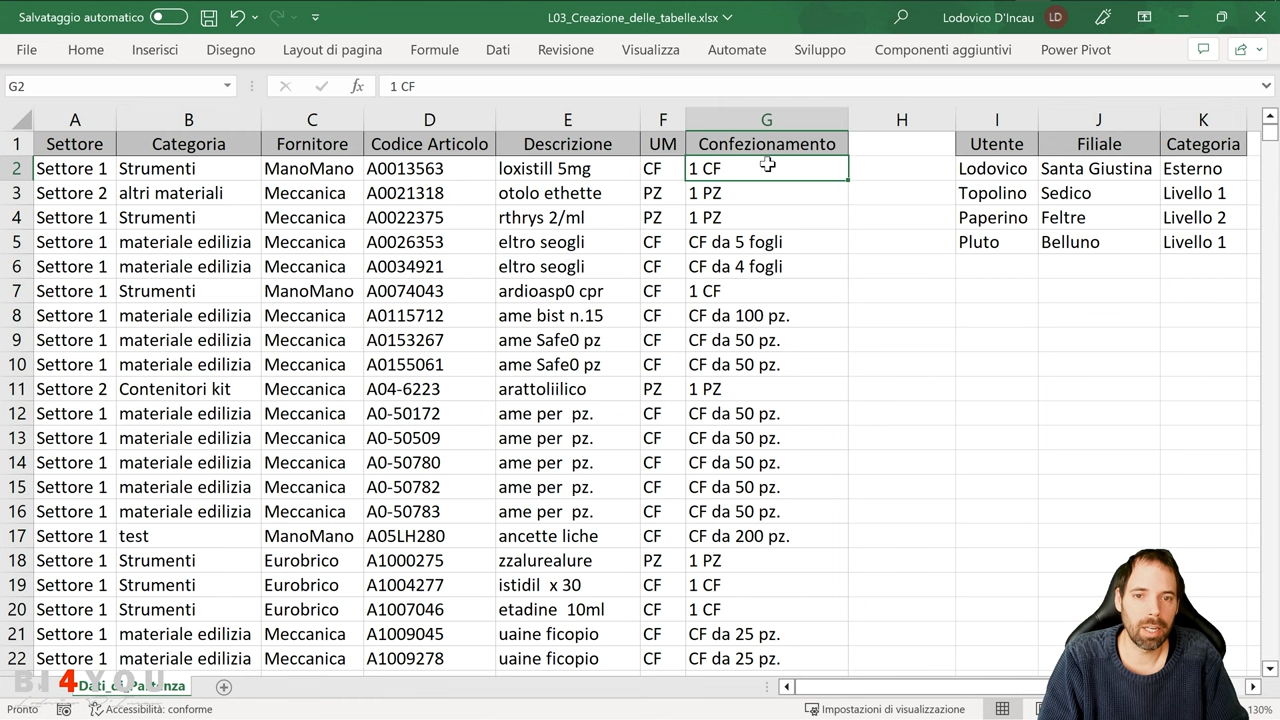 Salvataggio automatico L03_Creazione_delle_tabelle.xlsx Lodovico D'Incau LD
File Home Inserisci Disegno Layout di pagina Formule Dati Revisione Visualizza Automate Sviluppo Componenti aggiuntivi Power Pivot
G2 fx 1 CF
A B C D E F G H I J K
1 Settore Categoria Fornitore Codice Articolo Descrizione UM Confezionamento Utente Filiale Categoria
2 Settore 1 Strumenti ManoMano A0013563 loxistill 5mg CF 1 CF Lodovico Santa Giustina Esterno
3 Settore 2 altri materiali Meccanica A0021318 otolo ethette PZ 1 PZ Topolino Sedico Livello 1
4 Settore 1 Strumenti Meccanica A0022375 rthrys 2/ml PZ 1 PZ Paperino Feltre Livello 2
5 Settore 1 materiale edilizia Meccanica A0026353 eltro seogli CF CF da 5 fogli Pluto Belluno Livello 1
6 Settore 1 materiale edilizia Meccanica A0034921 eltro seogli CF CF da 4 fogli
7 Settore 1 Strumenti ManoMano A0074043 ardioasp0 cpr CF 1 CF
8 Settore 1 materiale edilizia Meccanica A0115712 ame bist n.15 CF CF da 100 pz.
9 Settore 1 materiale edilizia Meccanica A0153267 ame Safe0 pz CF CF da 50 pz.
10 Settore 1 materiale edilizia Meccanica A0155061 ame Safe0 pz CF CF da 50 pz.
11 Settore 2 Contenitori kit Meccanica A04-6223 arattoliilico PZ 1 PZ
12 Settore 1 materiale edilizia Meccanica A0-50172 ame per pz. CF CF da 50 pz.
13 Settore 1 materiale edilizia Meccanica A0-50509 ame per pz. CF CF da 50 pz.
14 Settore 1 materiale edilizia Meccanica A0-50780 ame per pz. CF CF da 50 pz.
15 Settore 1 materiale edilizia Meccanica A0-50782 ame per pz. CF CF da 50 pz.
16 Settore 1 materiale edilizia Meccanica A0-50783 ame per pz. CF CF da 50 pz.
17 Settore 1 test ManoMano A05LH280 ancette liche CF CF da 200 pz.
18 Settore 1 Strumenti Eurobrico A1000275 zzalurealure PZ 1 PZ
19 Settore 1 Strumenti Eurobrico A1004277 istidil x 30 CF 1 CF
20 Settore 1 Strumenti Eurobrico A1007046 etadine 10ml CF 1 CF
21 Settore 1 materiale edilizia Meccanica A1009045 uaine ficopio CF CF da 25 pz.
22 Settore 1 materiale edilizia Meccanica A1009278 uaine ficopio CF CF da 25 pz.
BI4YOU
Pronto Accessibilità: conforme Impostazioni di visualizzazione 130%